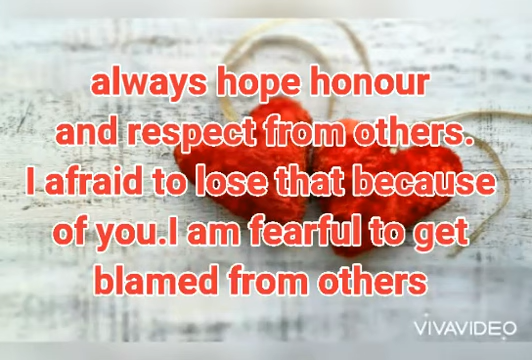 always hope honour
and respect from others.
I afraid to lose that because
of you.I am fearful to get
blamed from others
VIVAVIDEO